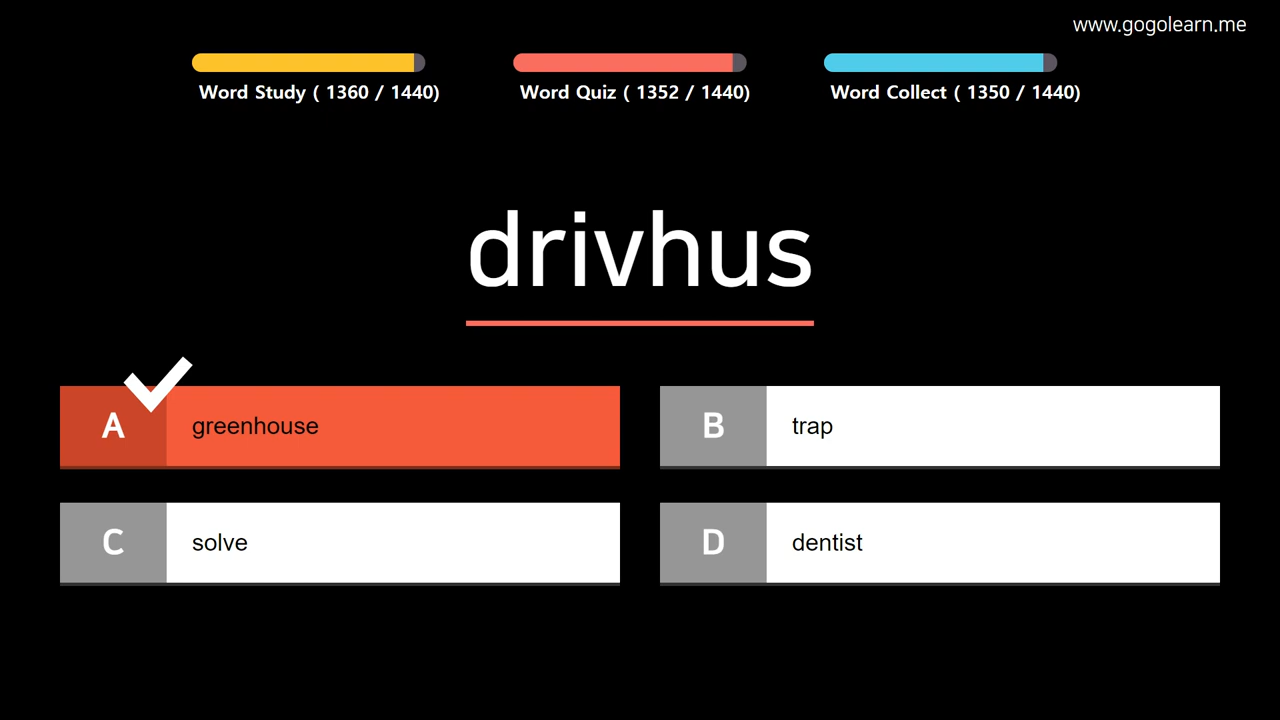 www.gogolearn.me
Word Study ( 1360 / 1440)
Word Quiz ( 1352 / 1440)
Word Collect ( 1350 / 1440)
drivhus
A greenhouse
B trap
C solve
D dentist